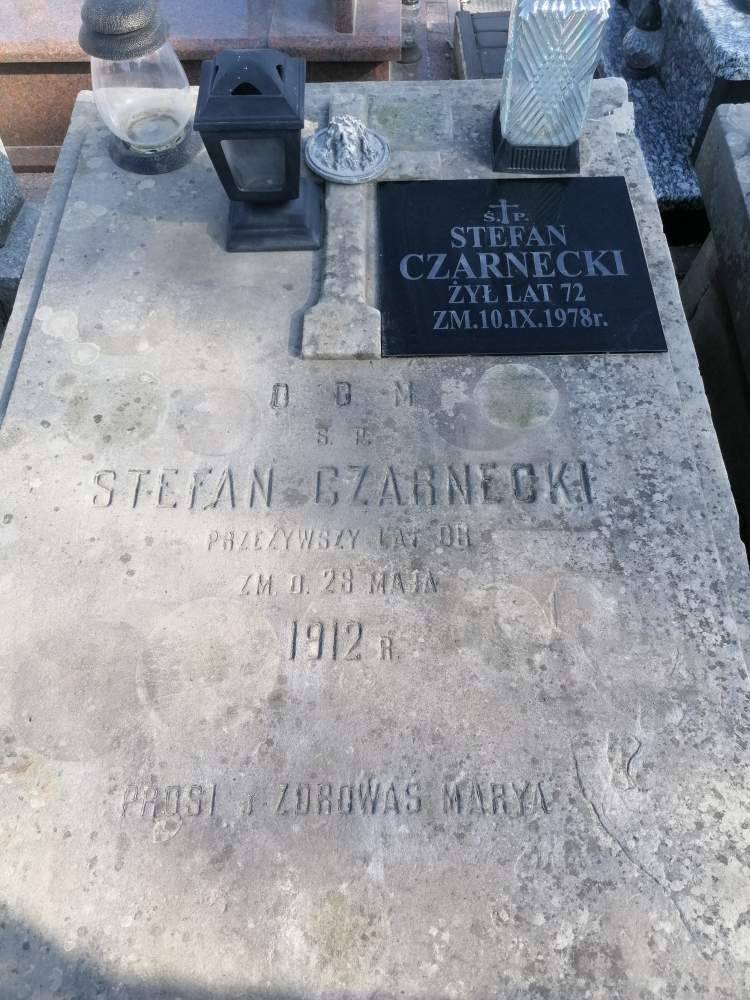 Ś.P.
STEFAN
CZARNECKI
ŻYŁ LAT 72
ZM.10.IX.1978r.
D O M
Ś. P.
STEFAN CZARNECKI
PRZEŻYWSZY LAT
ZM. D. 28 MAJA
1912 R.
PROSI O ZDROWAŚ MARYA